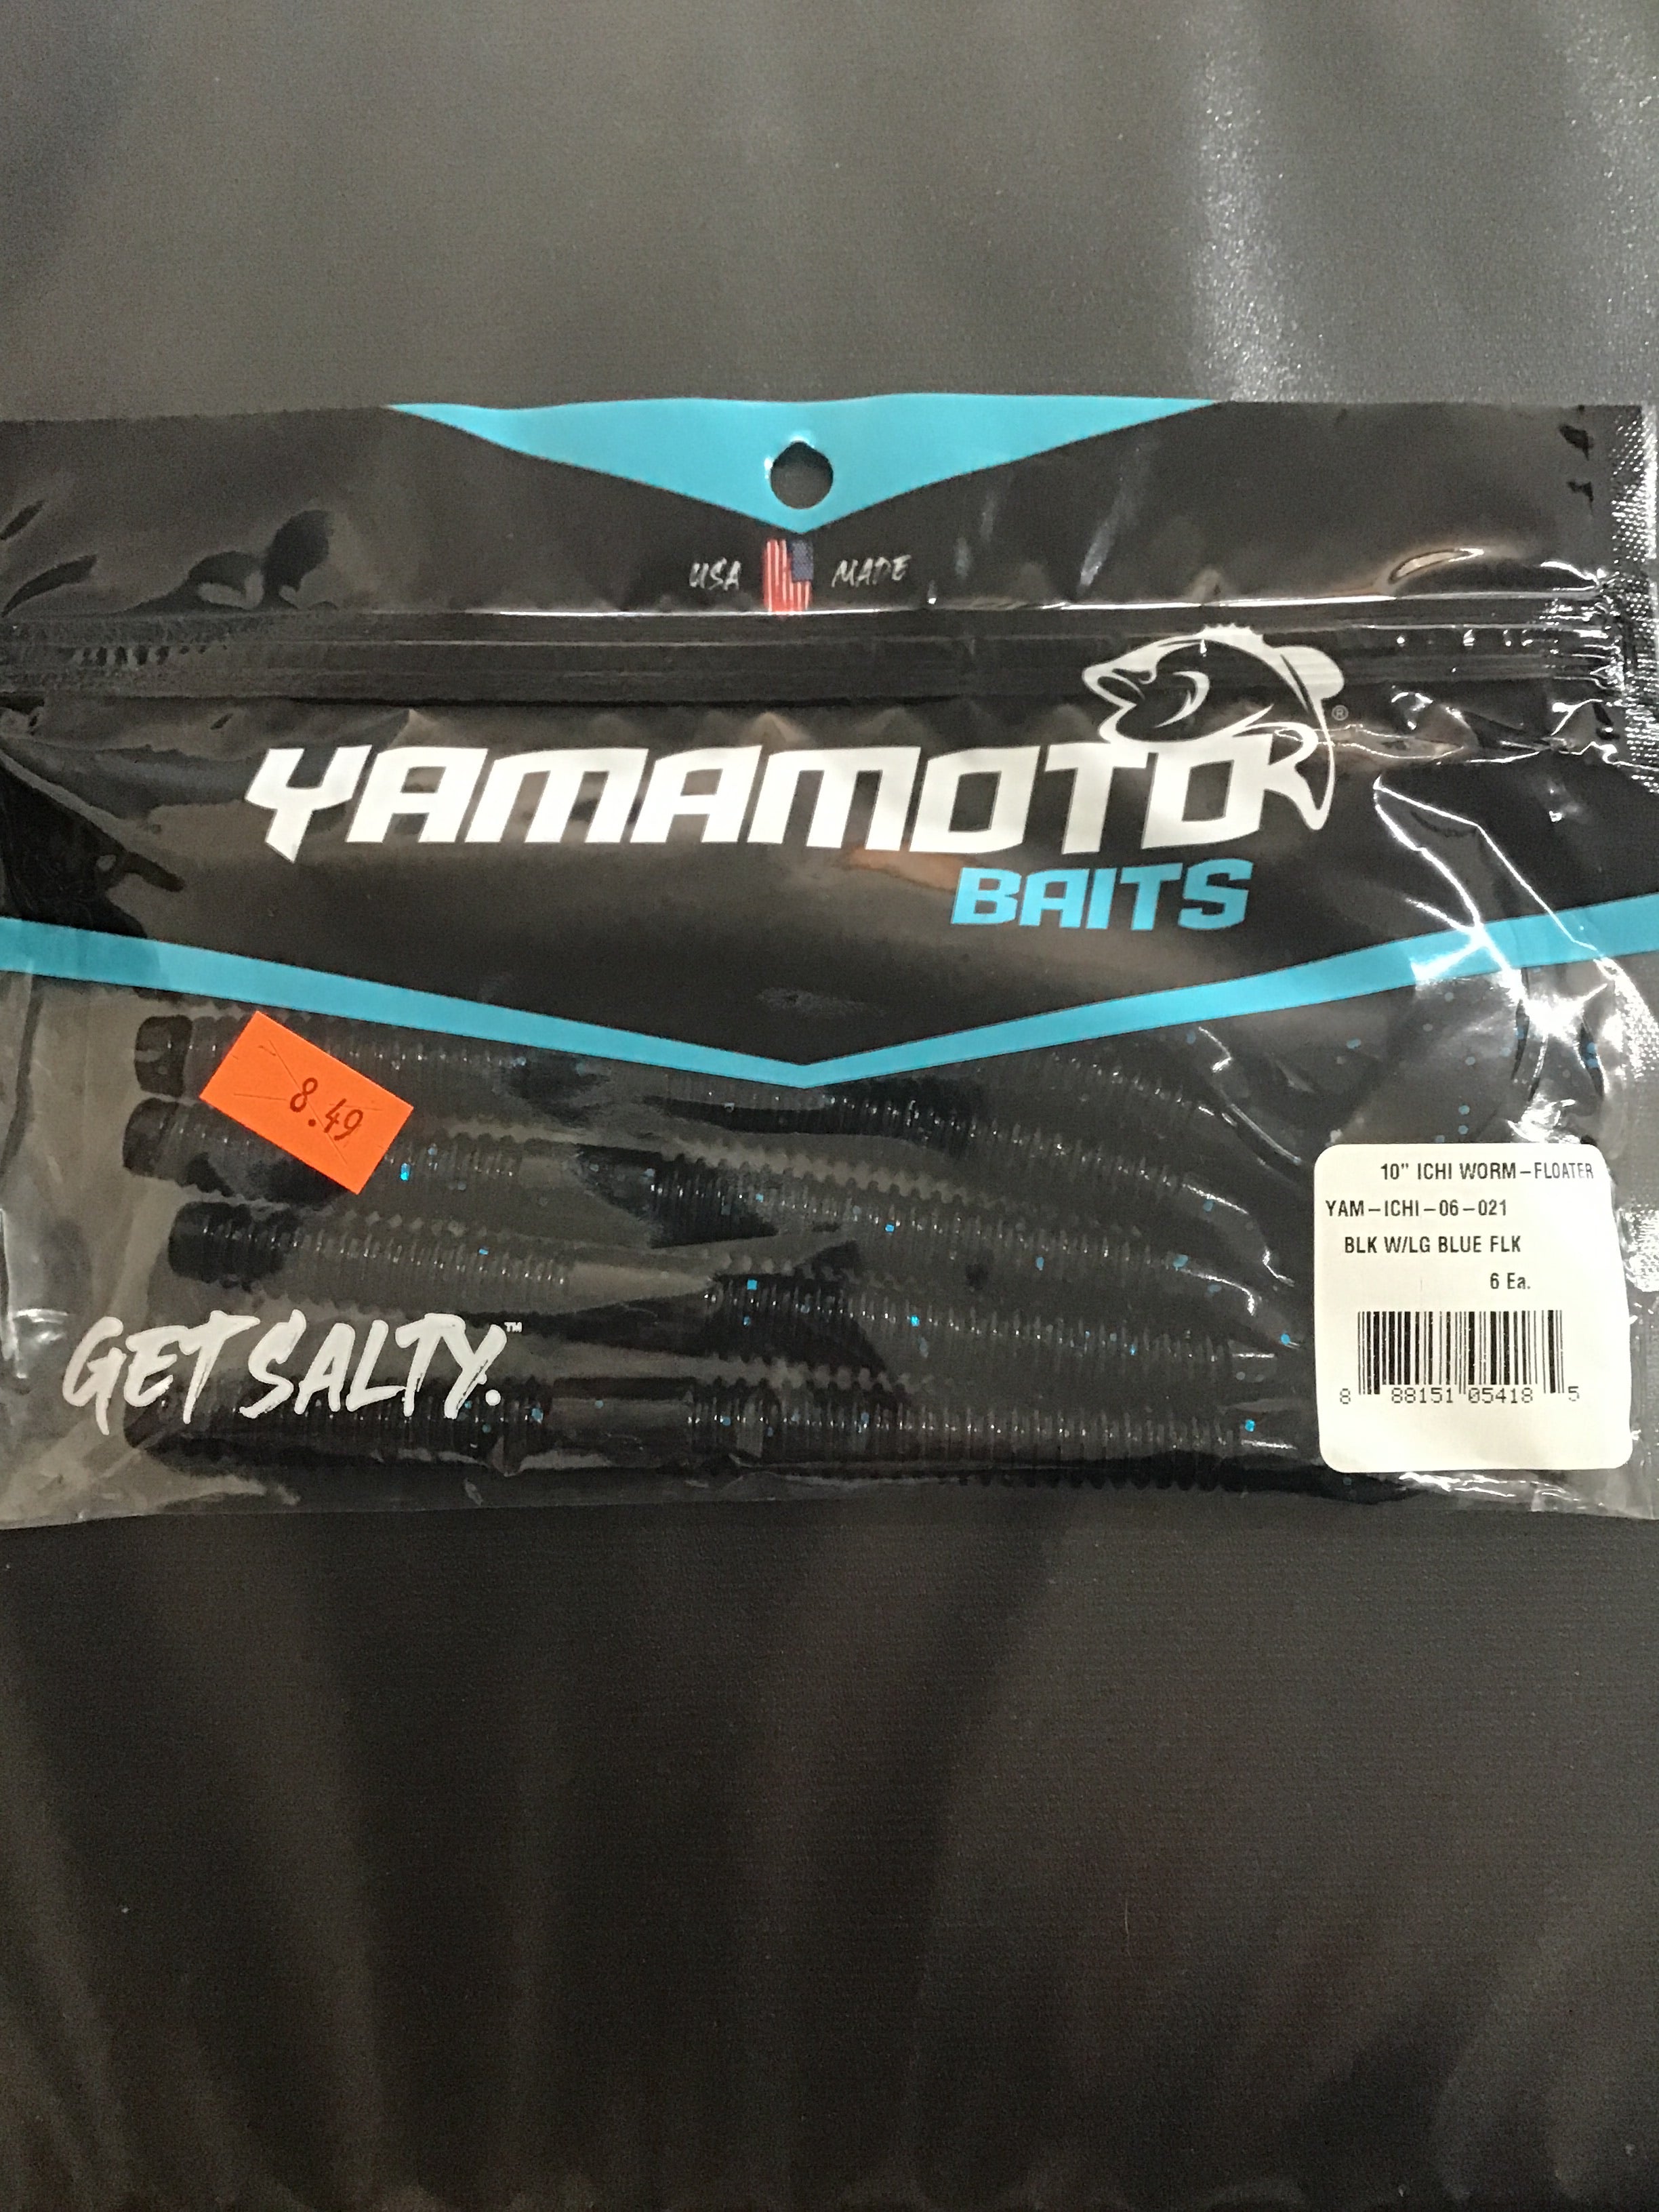 USA MADE
YAMAMOTO®
BAITS
8.49
10" ICHI WORM-FLOATER
YAM-ICHI-06-021
BLK W/LG BLUE FLK
6 Ea.
8 88151 05418 5
GET SALTY.™